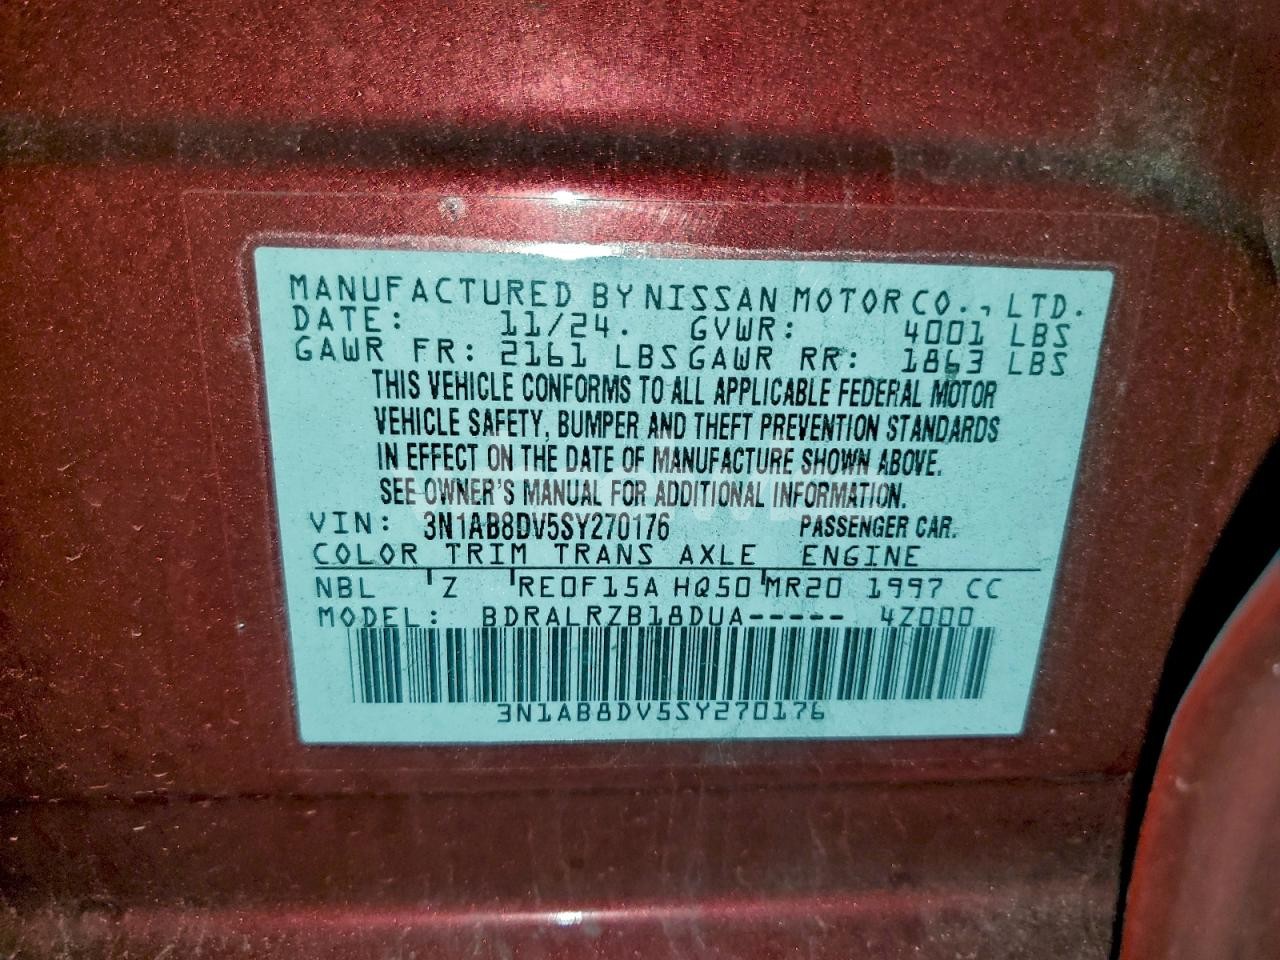 MANUFACTURED BY NISSAN MOTOR CO., LTD.
DATE: 11/24. GVWR: 4001 LBS
GAWR FR: 2161 LBS GAWR RR: 1863 LBS
THIS VEHICLE CONFORMS TO ALL APPLICABLE FEDERAL MOTOR
VEHICLE SAFETY, BUMPER AND THEFT PREVENTION STANDARDS
IN EFFECT ON THE DATE OF MANUFACTURE SHOWN ABOVE.
SEE OWNER'S MANUAL FOR ADDITIONAL INFORMATION.
VIN: 3N1AB8DV5SY270176 PASSENGER CAR.
COLOR TRIM TRANS AXLE ENGINE
NBL Z RE0F15A HQ50 MR20 1997 CC
MODEL: BDRALRZB18DUA----- 4Z000
3N1AB8DV5SY270176